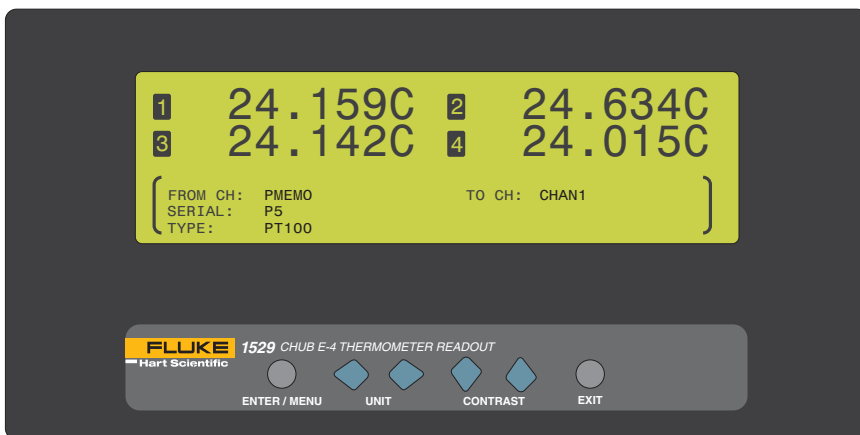 1 24.159C 2 24.634C
3 24.142C 4 24.015C
FROM CH: PMEMO TO CH: CHAN1
SERIAL: P5
TYPE: PT100
FLUKE 1529 CHUB E-4 THERMOMETER READOUT
Hart Scientific
ENTER / MENU UNIT CONTRAST EXIT